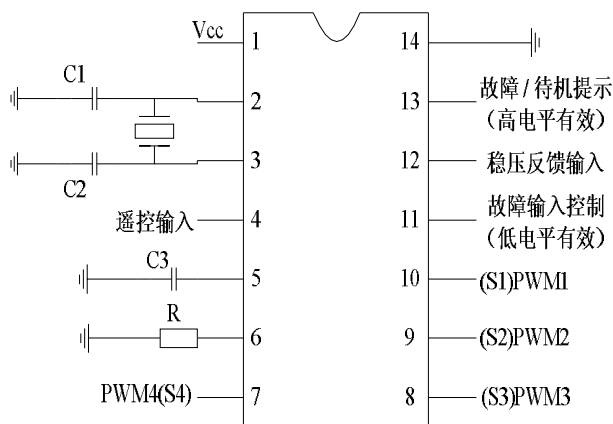 Vcc
1
14
C1
2
13
故障/待机提示
(高电平有效)
C2
3
12
稳压反馈输入
遥控输入
4
11
故障输入控制
(低电平有效)
C3
5
10
(S1)PWM1
R
6
9
(S2)PWM2
PWM4(S4)
7
8
(S3)PWM3